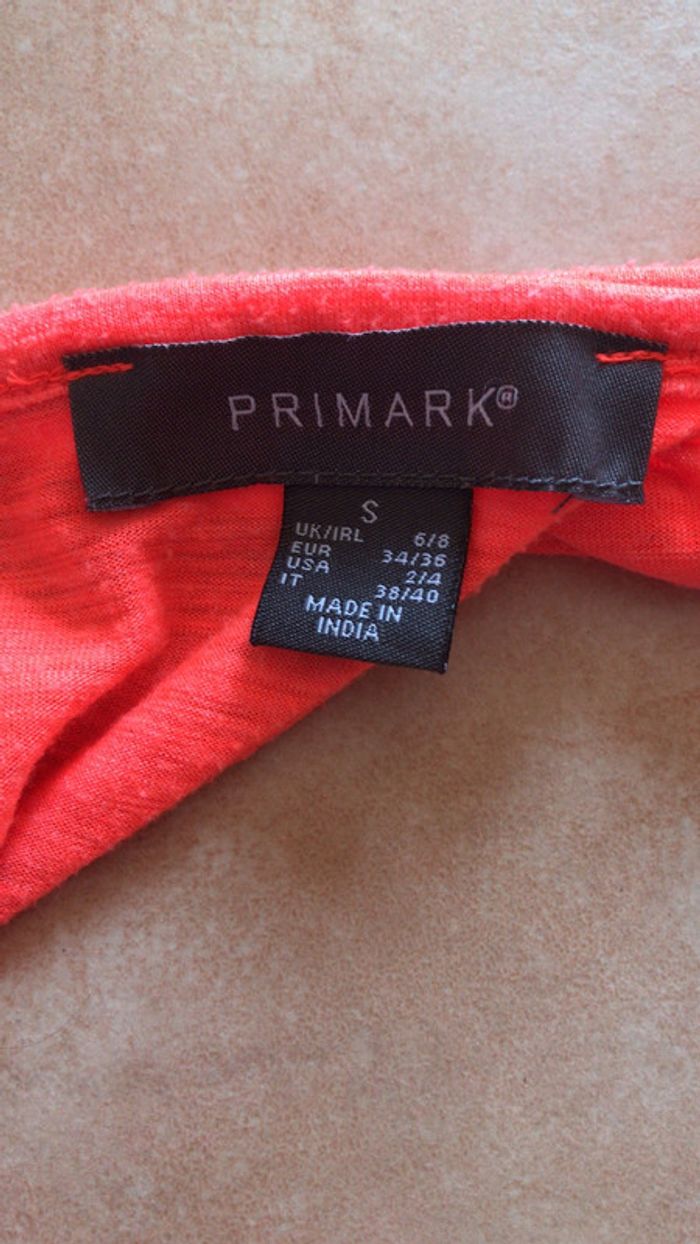 PRIMARK®
S
UK/IRL 6/8
EUR 34/36
USA 2/4
IT 38/40
MADE IN
INDIA